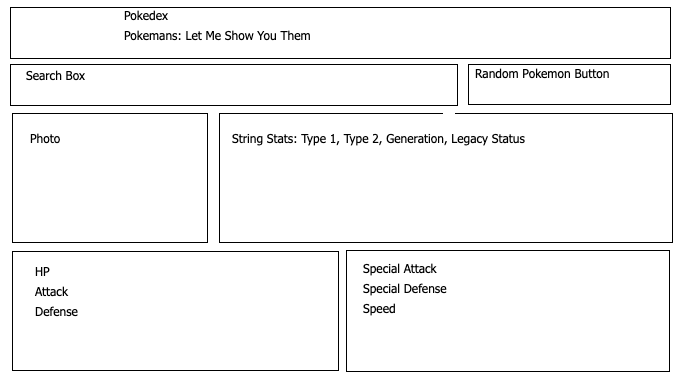 Pokedex
Pokemans: Let Me Show You Them
Search Box
Random Pokemon Button
Photo
String Stats: Type 1, Type 2, Generation, Legacy Status
HP
Attack
Defense
Special Attack
Special Defense
Speed